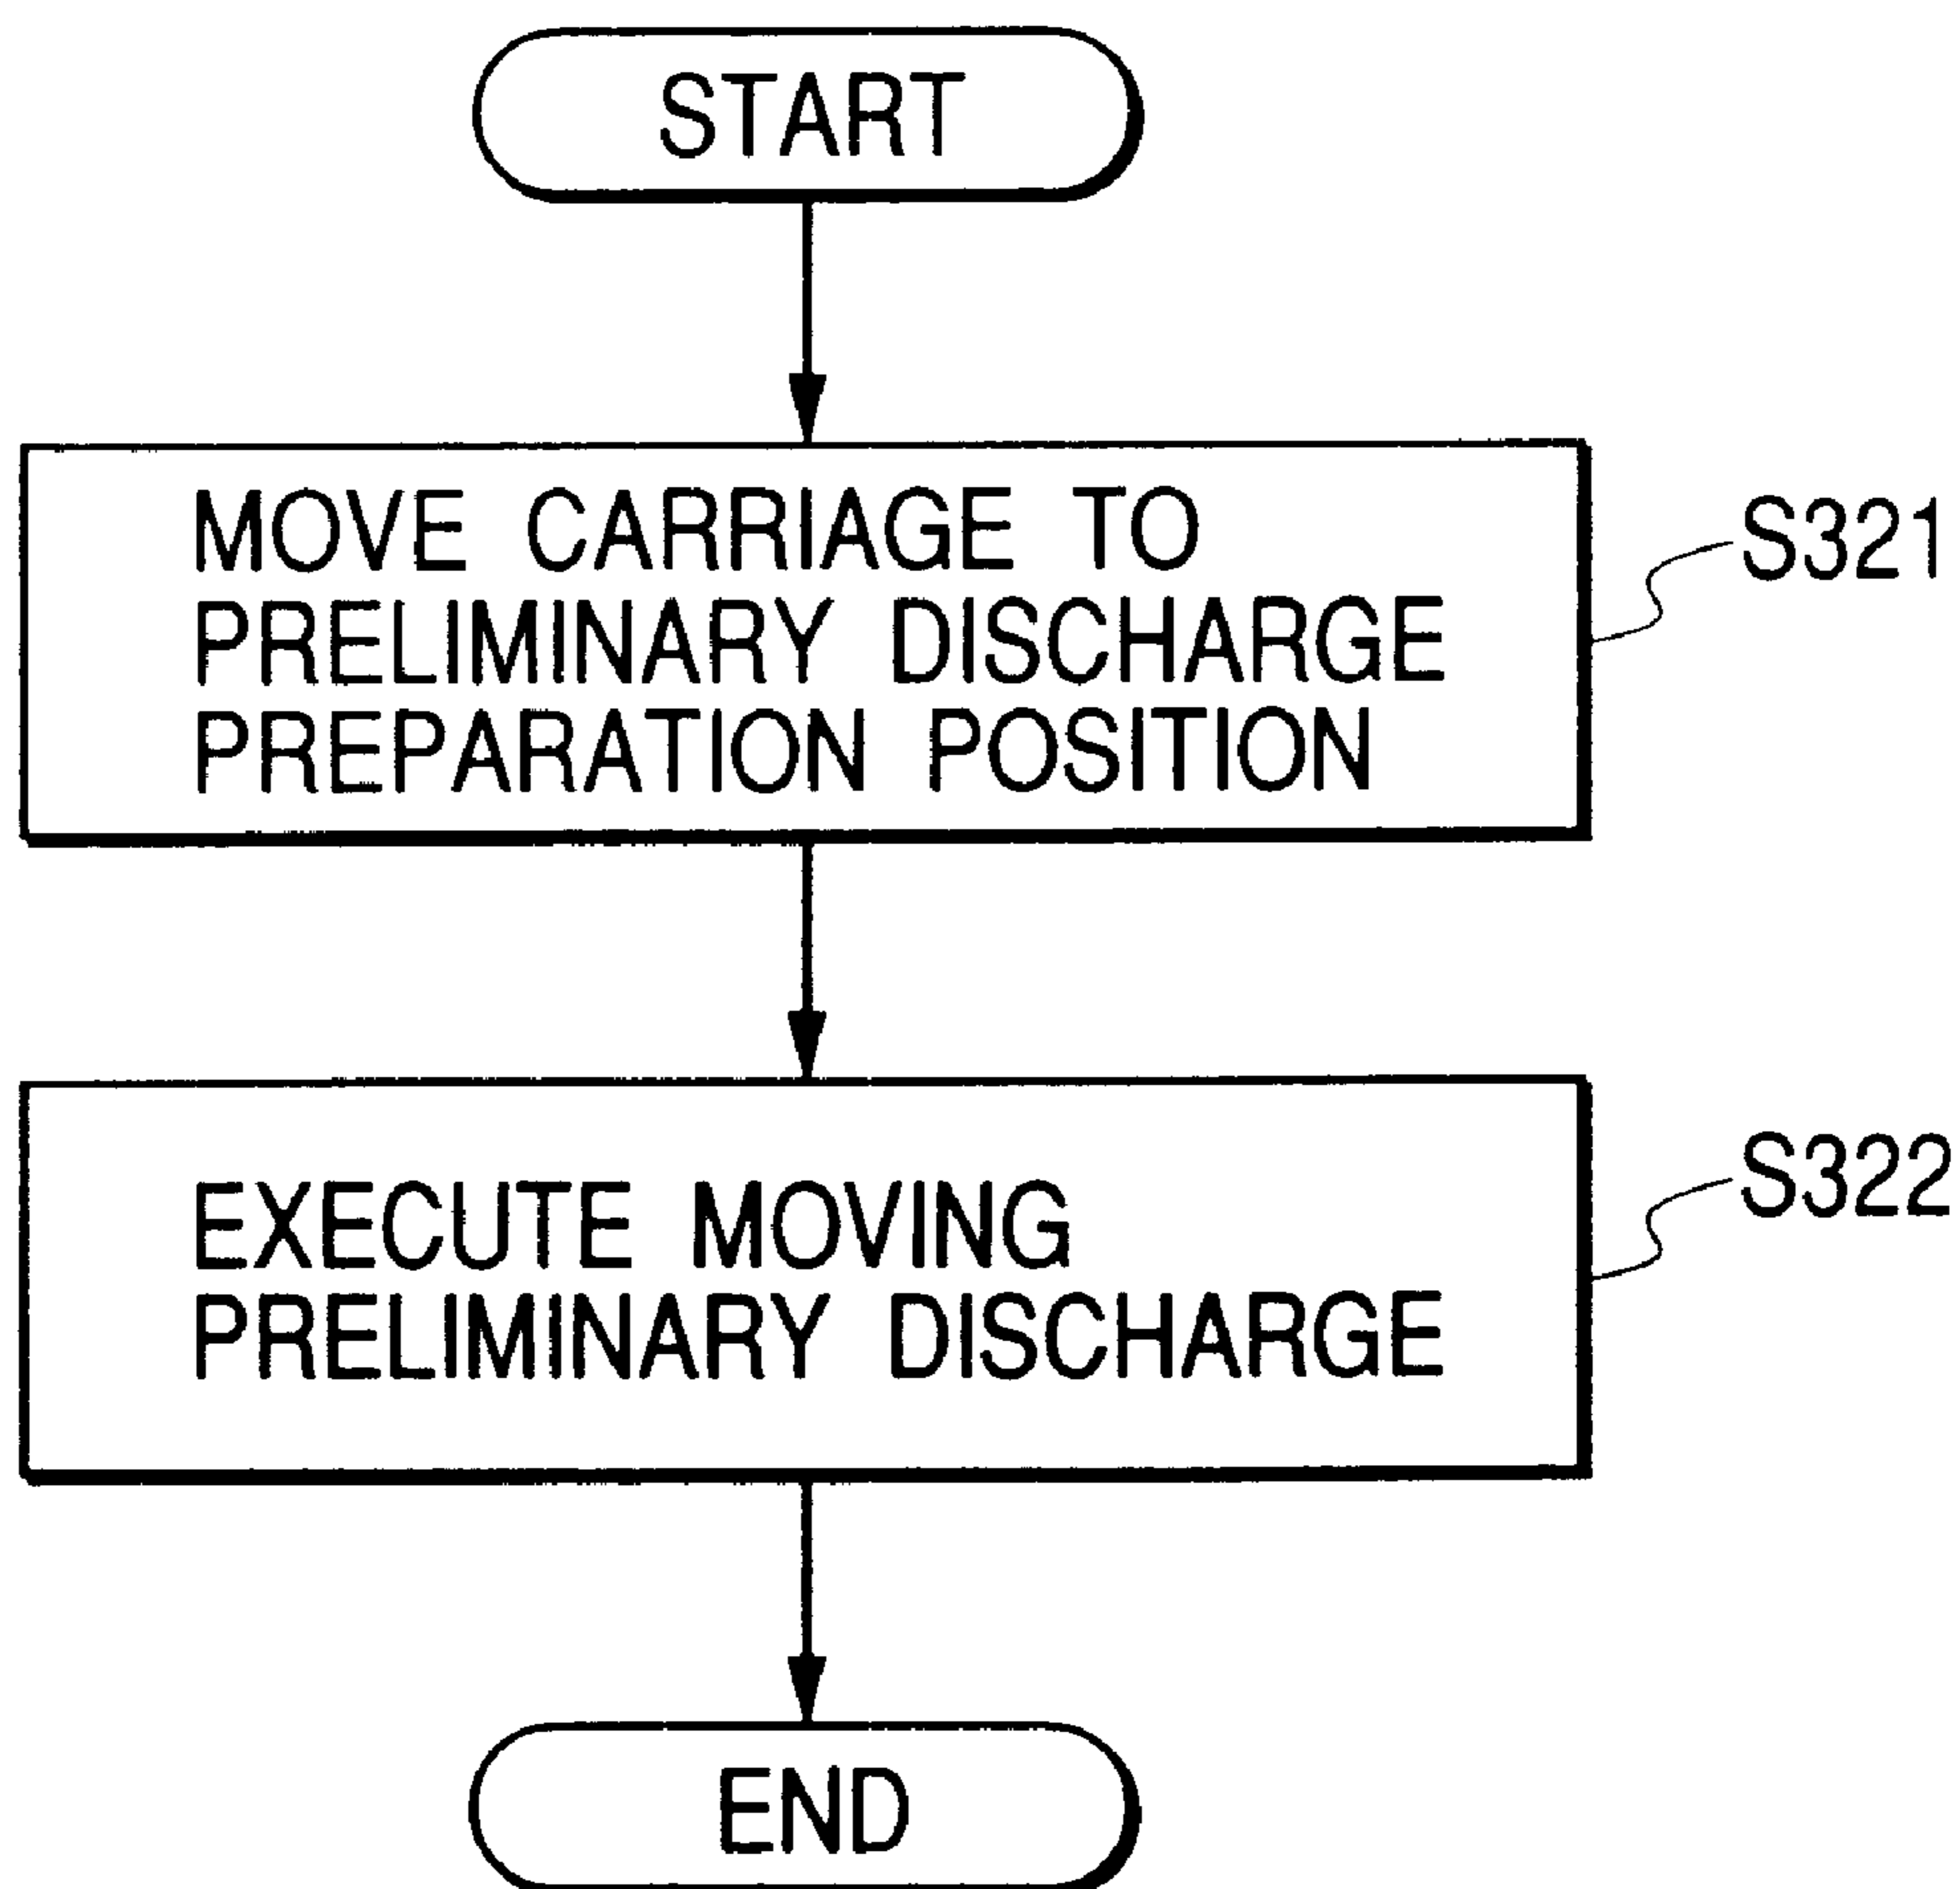 START
MOVE CARRIAGE TO
PRELIMINARY DISCHARGE
PREPARATION POSITION
S321
EXECUTE MOVING
PRELIMINARY DISCHARGE
S322
END